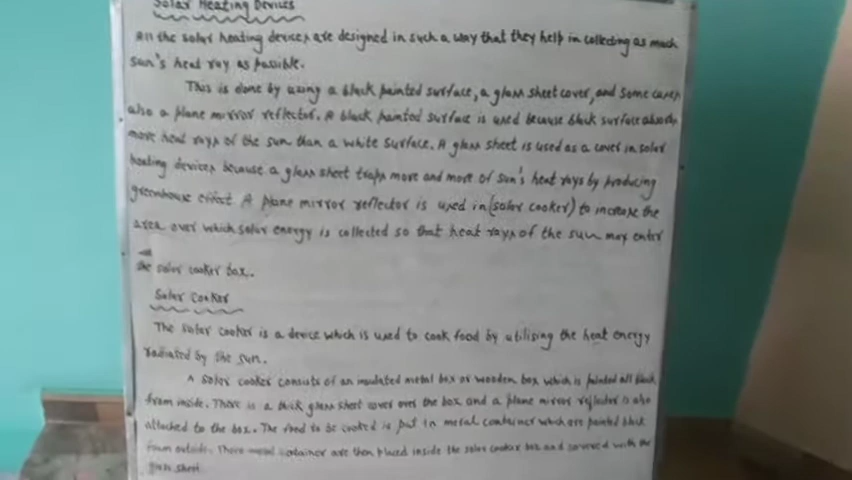 Solar Heating Devices
All the solar heating devices are designed in such a way that they help in collecting as much
sun's head ray as possible.
This is done by using a black painted surface, a glass sheet cover, and some cases
also a plane mirror reflector. A black painted surface is used because black surface absorbs
more heat rays of the sun than a white surface. A glass sheet is used as a cover in solar
heating devices because a glass sheet traps more and more of sun's heat rays by producing
greenhouse effect. A plane mirror reflector is used in (solar cooker) to increase the
area over which solar energy is collected so that heat rays of the sun may enter
the solar cooker box.
Solar Cooker
The solar cooker is a device which is used to cook food by utilising the heat energy
radiated by the sun.
A solar cooker consists of an insulated metal box or wooden box which is painted all black
from inside. There is a thick glass sheet cover over the box and a plane mirror reflector is also
attached to the box. The food to be cooked is put in metal container which are painted black
from outside. These metal container are then placed inside the solar cooker box and covered with the
glass sheet.